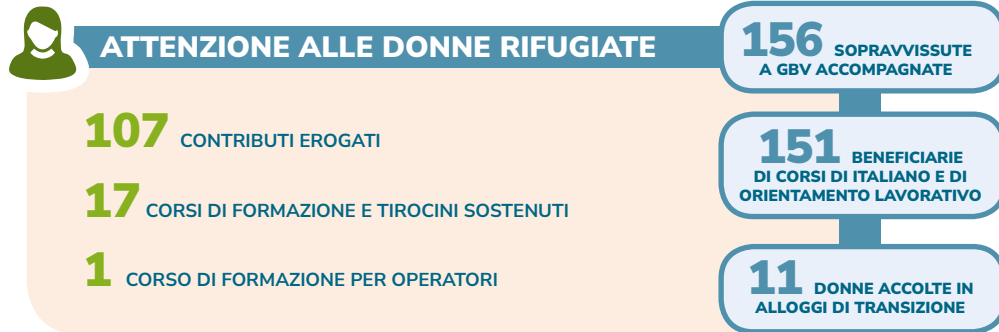 ATTENZIONE ALLE DONNE RIFUGIATE
107 CONTRIBUTI EROGATI
17 CORSI DI FORMAZIONE E TIROCINI SOSTENUTI
1 CORSO DI FORMAZIONE PER OPERATORI
156 SOPRAVVISSUTE
A GBV ACCOMPAGNATE
151 BENEFICIARIE
DI CORSI DI ITALIANO E DI
ORIENTAMENTO LAVORATIVO
11 DONNE ACCOLTE IN
ALLOGGI DI TRANSIZIONE